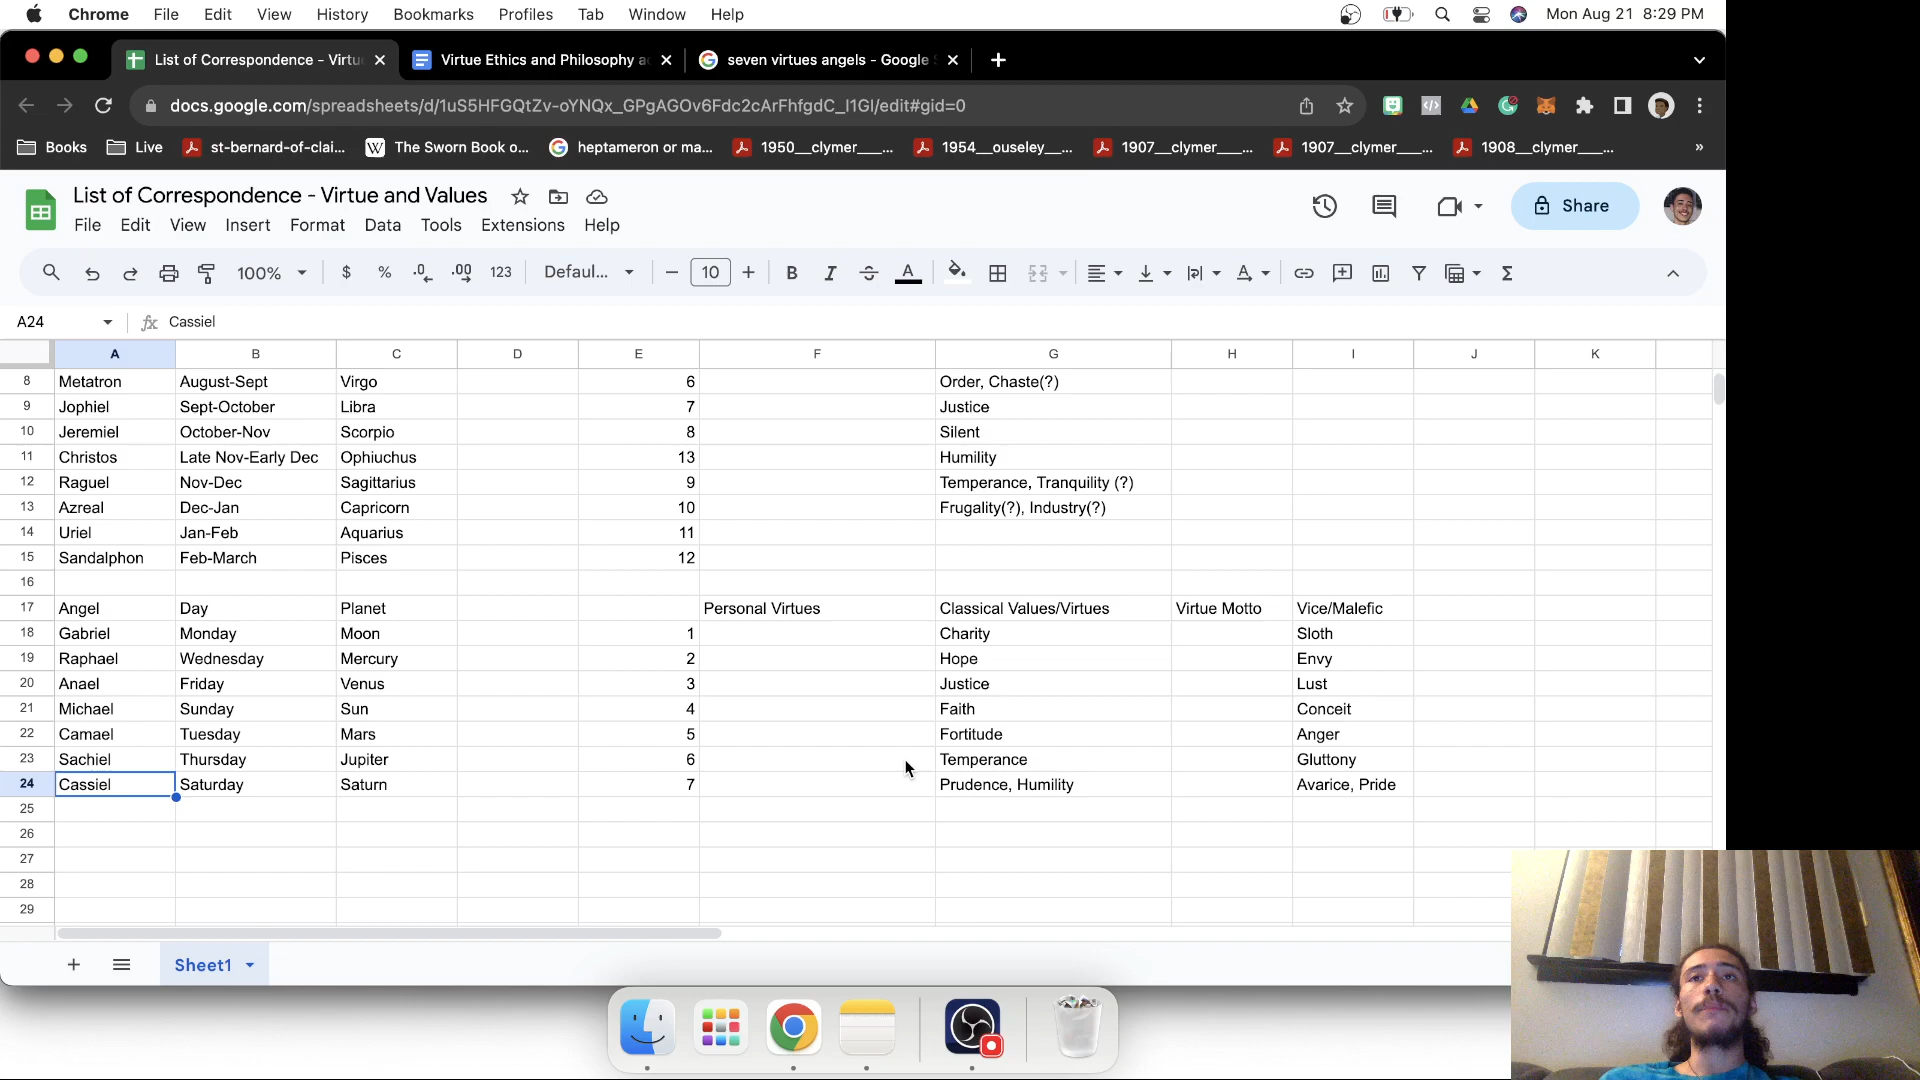 Chrome File Edit View History Bookmarks Profiles Tab Window Help Mon Aug 21 8:29 PM
List of Correspondence - Virtu Virtue Ethics and Philosophy a seven virtues angels - Google
docs.google.com/spreadsheets/d/1uS5HFGQtZv-oYNQx_GPgAGOv6Fdc2cArFhfgdC_l1GI/edit#gid=0
Books Live st-bernard-of-clai... The Sworn Book o... heptameron or ma... 1950__clymer___... 1954__ouseley__... 1907__clymer___... 1907__clymer___... 1908__clymer___... »
List of Correspondence - Virtue and Values
File Edit View Insert Format Data Tools Extensions Help
Share
100% $ % .0 .00 123 Defaul... 10 B I A Σ
A24 fx Cassiel
A B C D E F G H I J K
8 Metatron August-Sept Virgo 6 Order, Chaste(?)
9 Jophiel Sept-October Libra 7 Justice
10 Jeremiel October-Nov Scorpio 8 Silent
11 Christos Late Nov-Early Dec Ophiuchus 13 Humility
12 Raguel Nov-Dec Sagittarius 9 Temperance, Tranquility (?)
13 Azreal Dec-Jan Capricorn 10 Frugality(?), Industry(?)
14 Uriel Jan-Feb Aquarius 11
15 Sandalphon Feb-March Pisces 12
16
17 Angel Day Planet Personal Virtues Classical Values/Virtues Virtue Motto Vice/Malefic
18 Gabriel Monday Moon 1 Charity Sloth
19 Raphael Wednesday Mercury 2 Hope Envy
20 Anael Friday Venus 3 Justice Lust
21 Michael Sunday Sun 4 Faith Conceit
22 Camael Tuesday Mars 5 Fortitude Anger
23 Sachiel Thursday Jupiter 6 Temperance Gluttony
24 Cassiel Saturday Saturn 7 Prudence, Humility Avarice, Pride
25
26
27
28
29
Sheet1